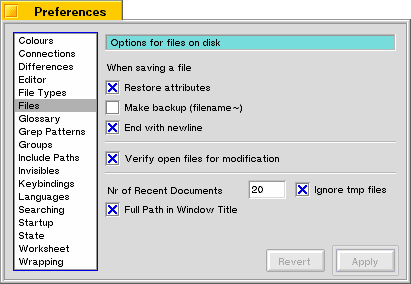 Preferences
Colours
Connections
Differences
Editor
File Types
Files
Glossary
Grep Patterns
Groups
Include Paths
Invisibles
Keybindings
Languages
Searching
Startup
State
Worksheet
Wrapping
Options for files on disk
When saving a file
Restore attributes
Make backup (filename~)
End with newline
Verify open files for modification
Nr of Recent Documents 20 Ignore tmp files
Full Path in Window Title
Revert Apply